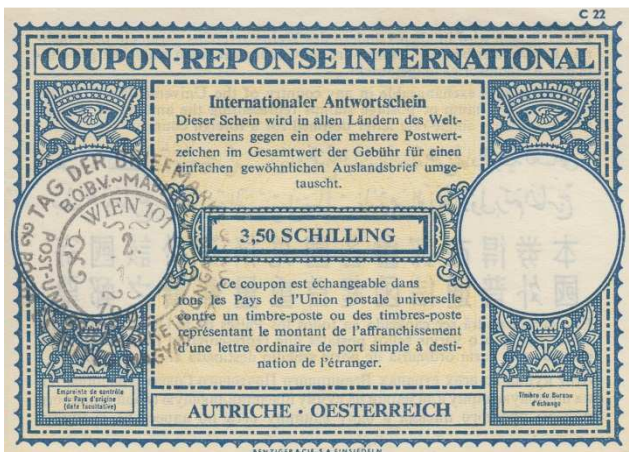 C 22
COUPON-REPONSE INTERNATIONAL
Internationaler Antwortschein
Dieser Schein wird in allen Ländern des Welt-
postvereins gegen ein oder mehrere Postwert-
zeichen im Gesamtwert der Gebühr für einen
einfachen gewöhnlichen Auslandsbrief umge-
tauscht.
TAG DER BRIEFMARKE
B.Ö.B.V.
WIEN 101
3,50 SCHILLING
Ce coupon est échangeable dans
tous les Pays de l'Union postale universelle
contre un timbre-poste ou des timbres-poste
représentant le montant de l'affranchissement
d'une lettre ordinaire de port simple à desti-
nation de l'étranger.
Empreinte de contrôle
du Pays d'origine
(date facultative)
Timbre du Bureau
d'échange
AUTRICHE · OESTERREICH
BENZIGER & CIE S A EINSIEDELN